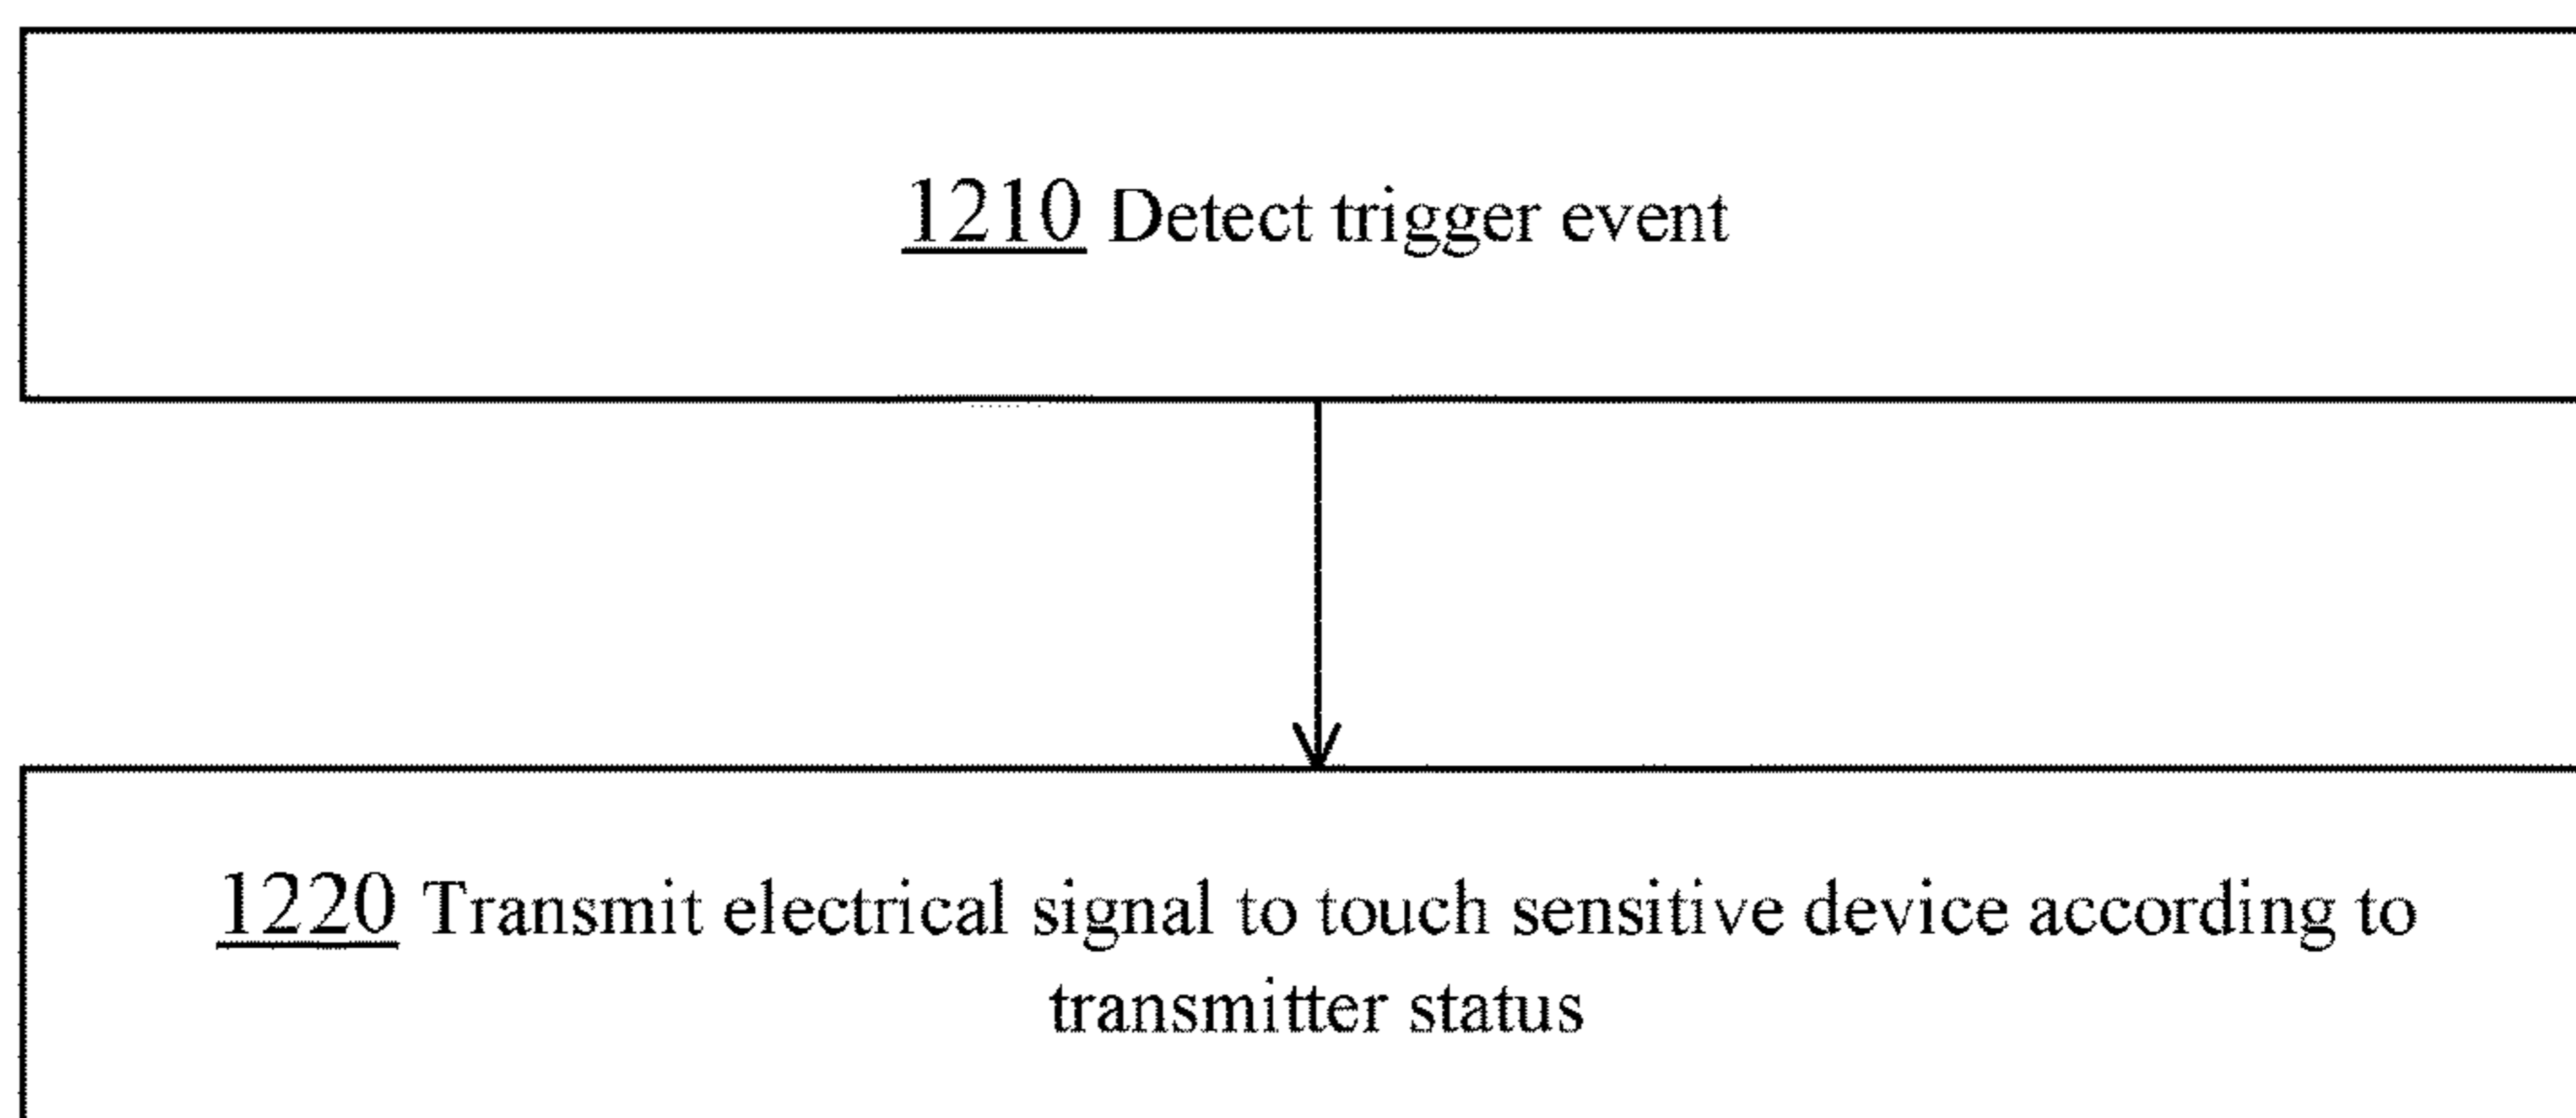 1210 Detect trigger event
1220 Transmit electrical signal to touch sensitive device according to
transmitter status